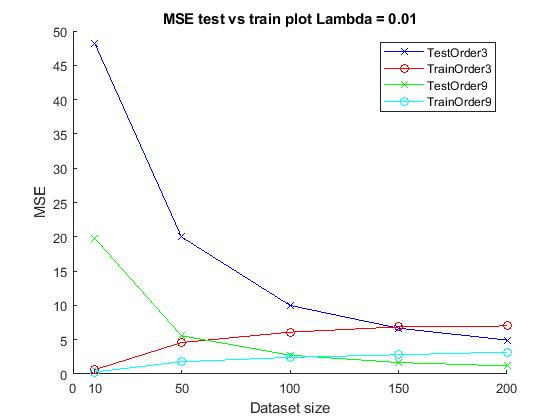 MSE test vs train plot Lambda = 0.01
TestOrder3
TrainOrder3
TestOrder9
TrainOrder9
50
45
40
35
30
25
20
15
10
5
0
MSE
0 10 50 100 150 200
Dataset size